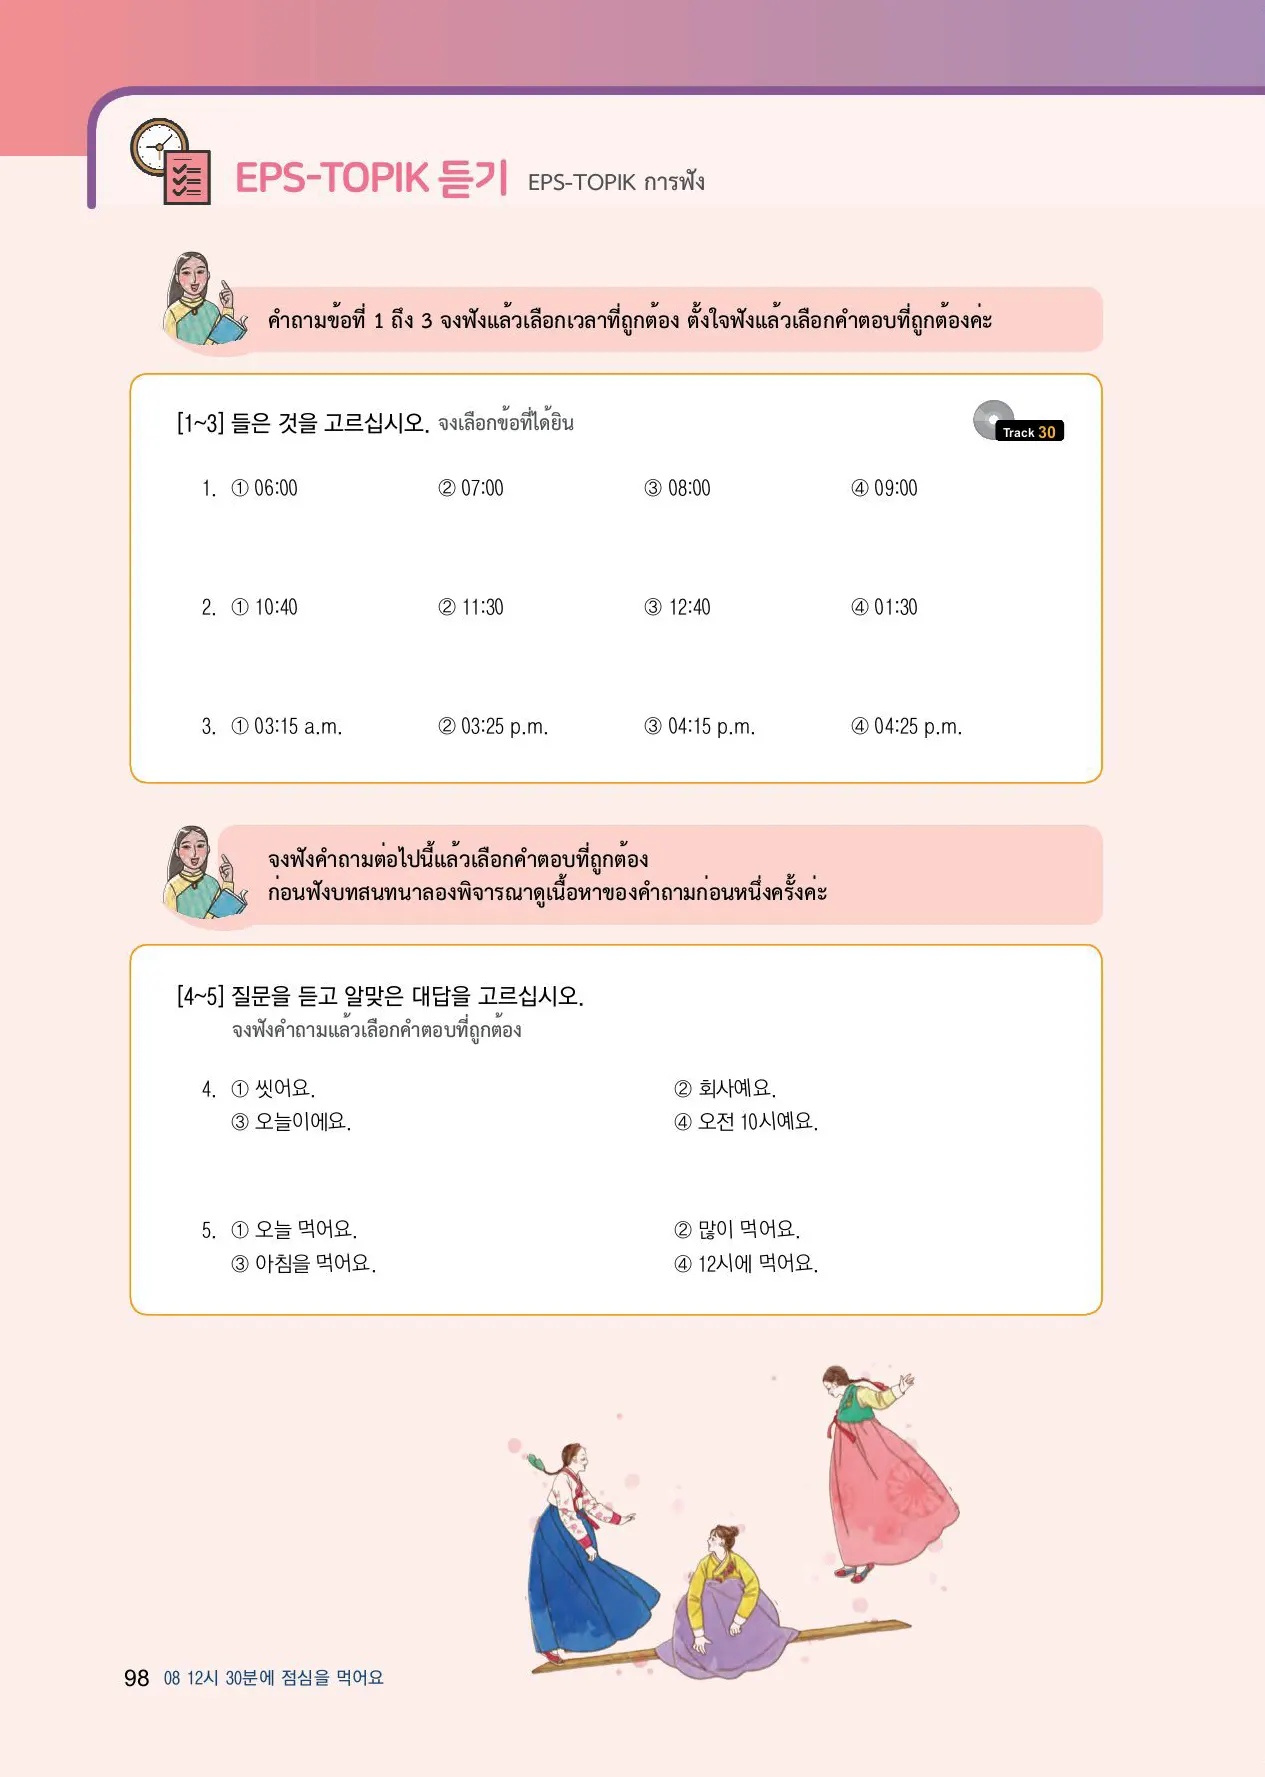 EPS-TOPIK 듣기 EPS-TOPIK การฟัง
คำถามข้อที่ 1 ถึง 3 จงฟังแล้วเลือกเวลาที่ถูกต้อง ตั้งใจฟังแล้วเลือกคำตอบที่ถูกต้องค่ะ
[1~3] 들은 것을 고르십시오. จงเลือกข้อที่ได้ยิน
Track 30
1. ① 06:00 ② 07:00 ③ 08:00 ④ 09:00
2. ① 10:40 ② 11:30 ③ 12:40 ④ 01:30
3. ① 03:15 a.m. ② 03:25 p.m. ③ 04:15 p.m. ④ 04:25 p.m.
จงฟังคำถามต่อไปนี้แล้วเลือกคำตอบที่ถูกต้อง
ก่อนฟังบทสนทนาลองพิจารณาดูเนื้อหาของคำถามก่อนหนึ่งครั้งค่ะ
[4~5] 질문을 듣고 알맞은 대답을 고르십시오.
จงฟังคำถามแล้วเลือกคำตอบที่ถูกต้อง
4. ① 씻어요. ② 회사예요.
③ 오늘이에요. ④ 오전 10시예요.
5. ① 오늘 먹어요. ② 많이 먹어요.
③ 아침을 먹어요. ④ 12시에 먹어요.
98 08 12시 30분에 점심을 먹어요